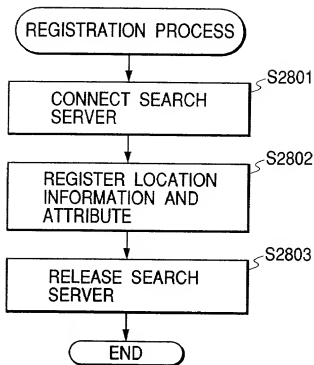 REGISTRATION PROCESS
S2801
CONNECT SEARCH
SERVER
S2802
REGISTER LOCATION
INFORMATION AND
ATTRIBUTE
S2803
RELEASE SEARCH
SERVER
END